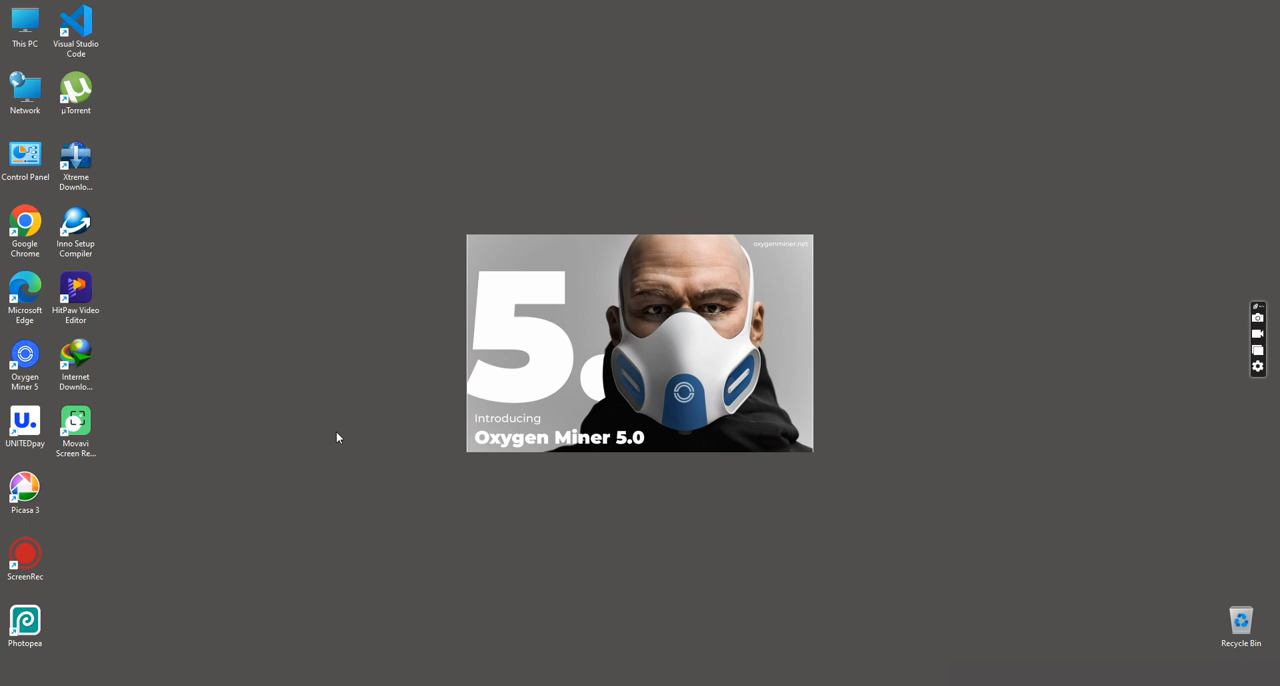 This PC
Visual Studio
Code
Network
µTorrent
Control Panel
Xtreme
Downlo...
Google
Chrome
Inno Setup
Compiler
Microsoft
Edge
HitPaw Video
Editor
Oxygen
Miner 5
Internet
Downlo...
U.
UNITEDpay
Movavi
Screen Re...
Picasa 3
ScreenRec
Photopea
oxygenminer.net
5.
Introducing
Oxygen Miner 5.0
Recycle Bin